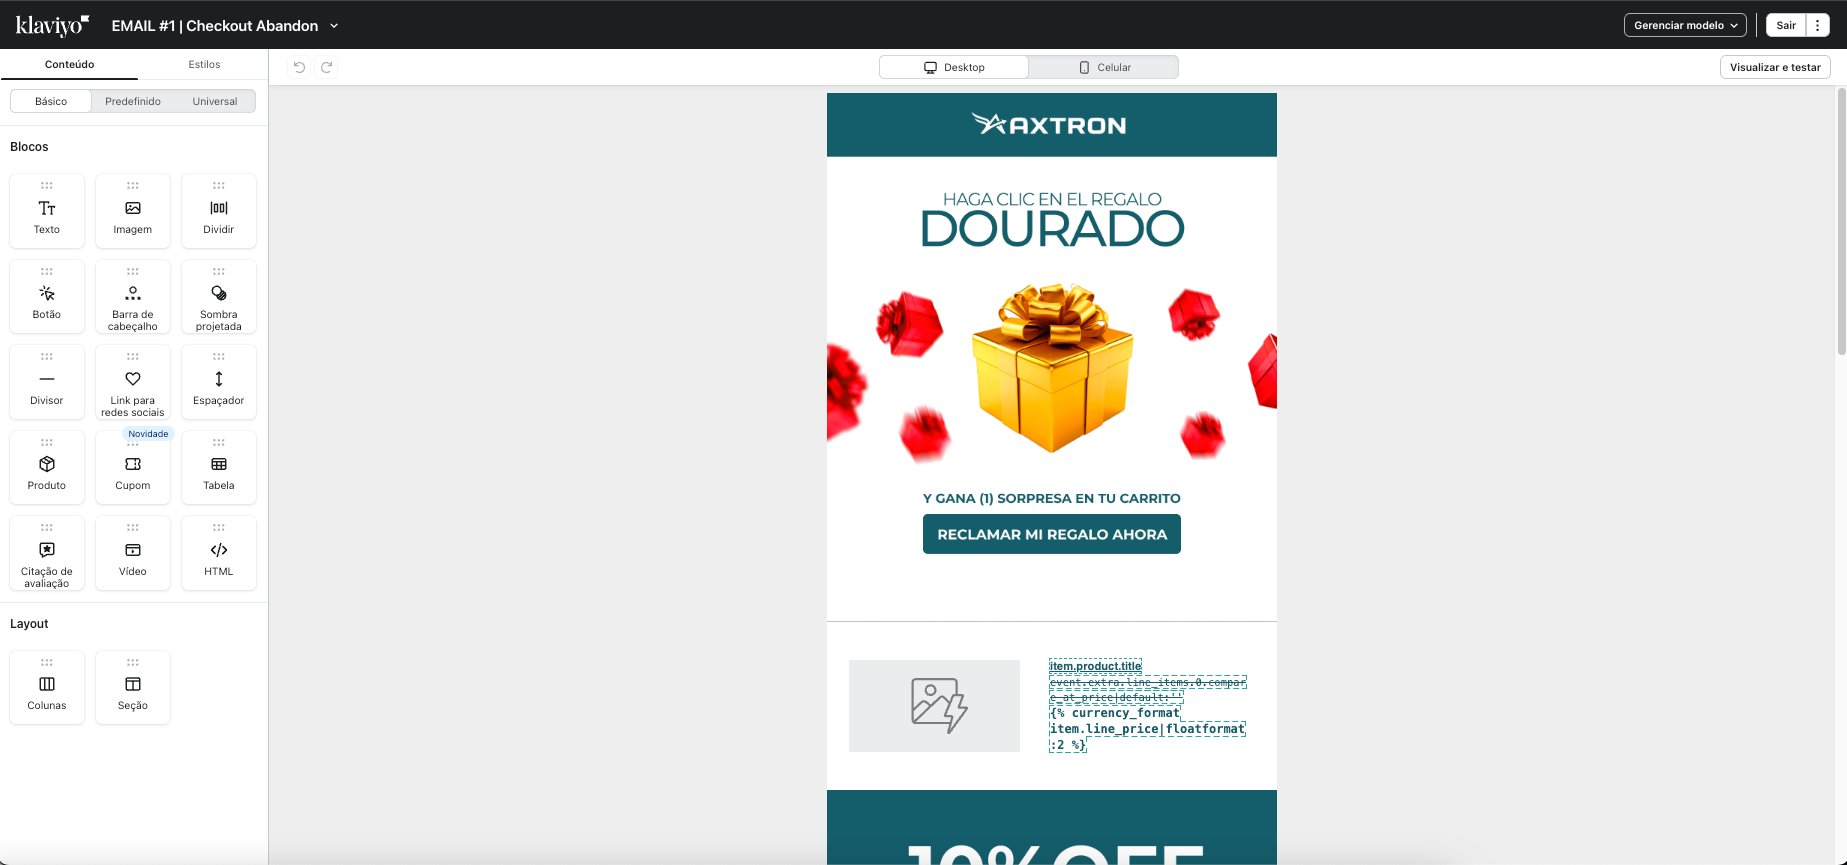 klaviyo
EMAIL #1 | Checkout Abandon
Gerenciar modelo
Sair
Conteúdo
Estilos
Desktop
Celular
Visualizar e testar
Básico
Predefinido
Universal
Blocos
Texto
Imagem
Dividir
Botão
Barra de
cabeçalho
Sombra
projetada
Divisor
Link para
redes sociais
Espaçador
Novidade
Produto
Cupom
Tabela
Citação de
avaliação
Vídeo
HTML
Layout
Colunas
Seção
AXTRON
HAGA CLIC EN EL REGALO
DOURADO
Y GANA (1) SORPRESA EN TU CARRITO
RECLAMAR MI REGALO AHORA
item.product.title
event.extra.line_items.0.compar
e_at_price|default:''
{% currency_format
item.line_price|floatformat
:2 %}
10% OFF